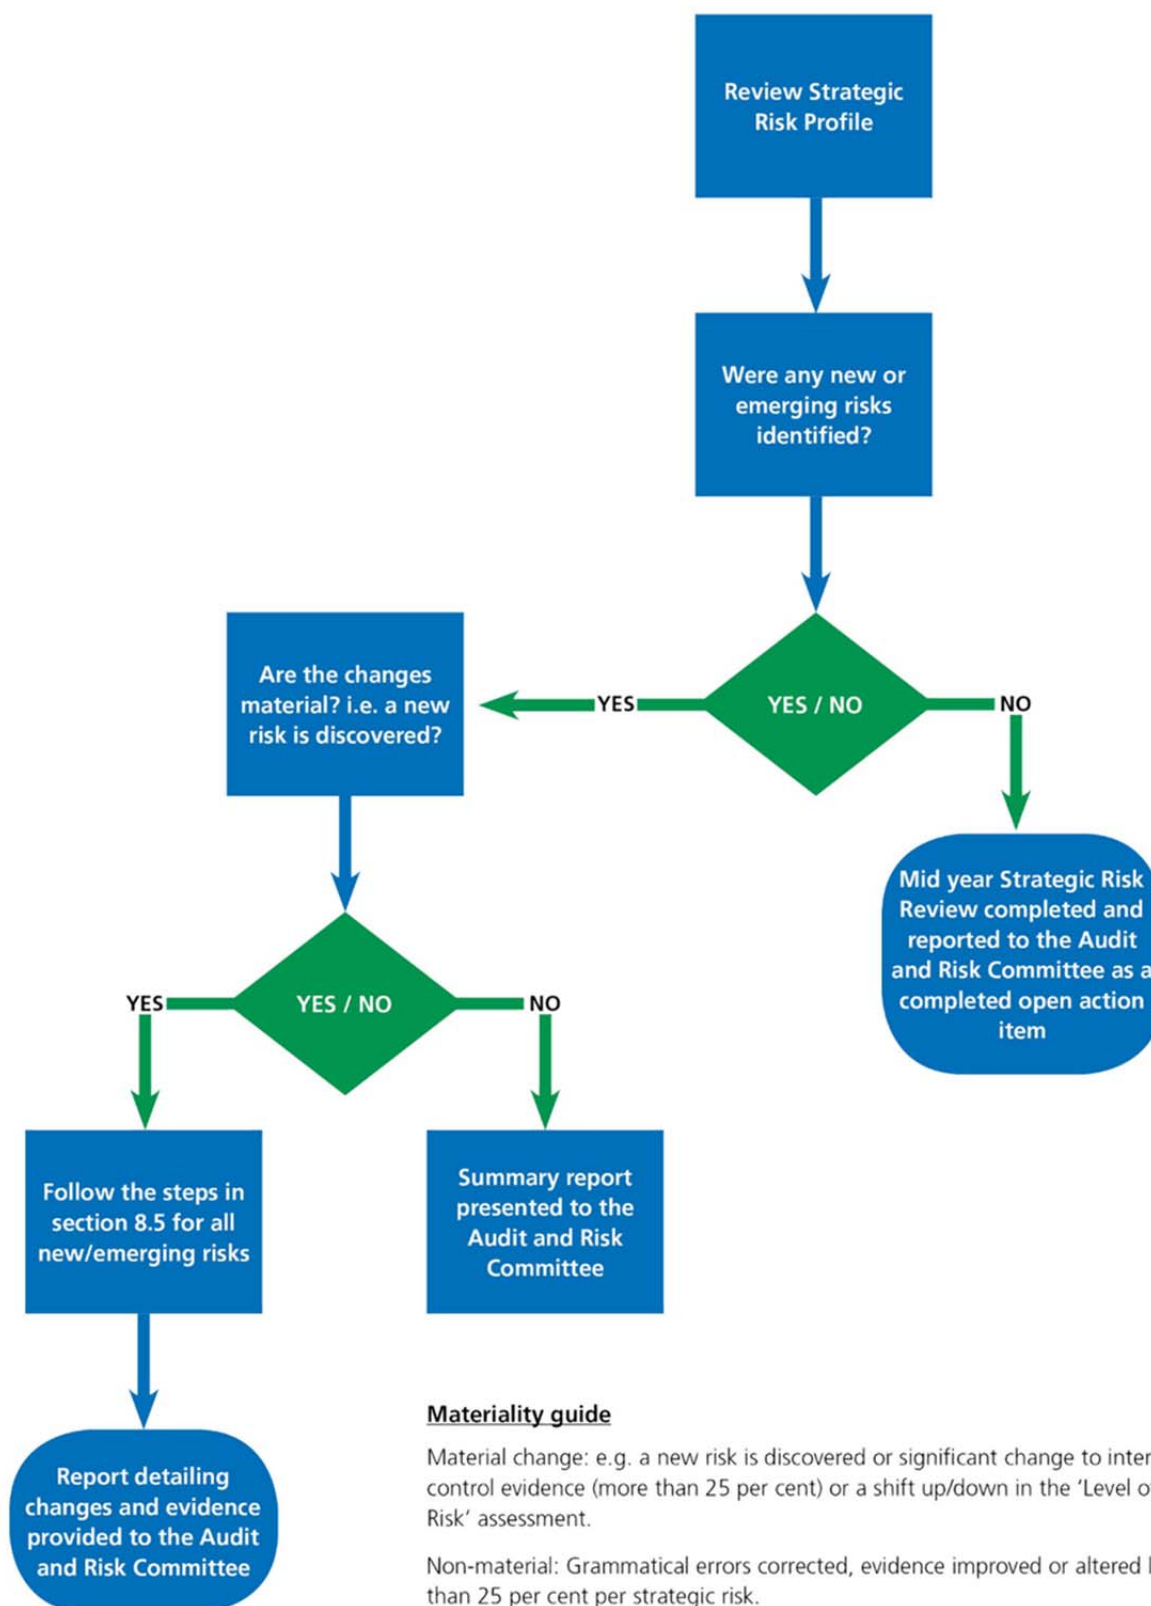 Review Strategic
Risk Profile
Were any new or
emerging risks
identified?
Are the changes
material? i.e. a new
risk is discovered?
YES
YES / NO
NO
Mid year Strategic Risk
Review completed and
reported to the Audit
and Risk Committee as a
completed open action
item
YES
YES / NO
NO
Follow the steps in
section 8.5 for all
new/emerging risks
Summary report
presented to the
Audit and Risk
Committee
Report detailing
changes and evidence
provided to the Audit
and Risk Committee
Materiality guide
Material change: e.g. a new risk is discovered or significant change to
control evidence (more than 25 per cent) or a shift up/down in the 'Level of
Risk' assessment.
Non-material: Grammatical errors corrected, evidence improved or altered
than 25 per cent per strategic risk.